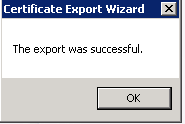 Certificate Export Wizard
The export was successful.
OK